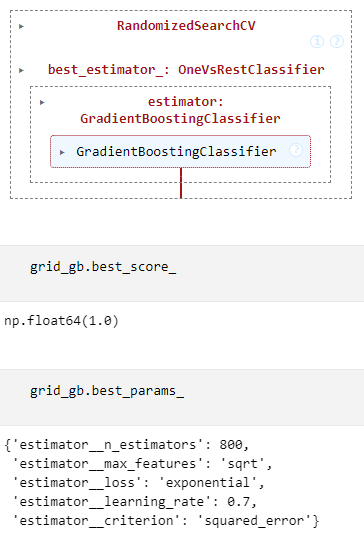 RandomizedSearchCV
best_estimator_: OneVsRestClassifier
estimator:
GradientBoostingClassifier
GradientBoostingClassifier
grid_gb.best_score_
np.float64(1.0)
grid_gb.best_params_
{'estimator__n_estimators': 800,
'estimator__max_features': 'sqrt',
'estimator__loss': 'exponential',
'estimator__learning_rate': 0.7,
'estimator__criterion': 'squared_error'}